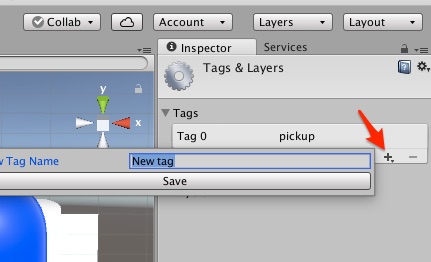 Collab Account Layers Layout
Inspector Services
Tags & Layers
y
x
Tags
Tag 0 pickup
Tag Name New tag
Save